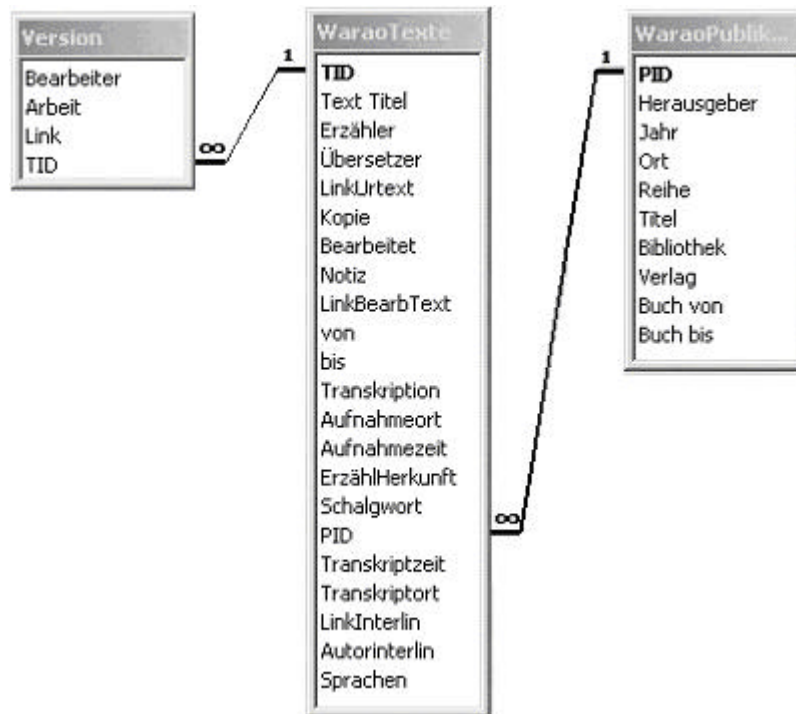 Version
Bearbeiter
Arbeit
Link
TID
∞
1
WaraoTexte
TID
Text Titel
Erzähler
Übersetzer
LinkUrtext
Kopie
Bearbeitet
Notiz
LinkBearbText
von
bis
Transkription
Aufnahmeort
Aufnahmezeit
ErzählHerkunft
Schalgwort
PID
Transkriptzeit
Transkriptort
LinkInterlin
Autorinterlin
Sprachen
∞
1
WaraoPublik...
PID
Herausgeber
Jahr
Ort
Reihe
Titel
Bibliothek
Verlag
Buch von
Buch bis